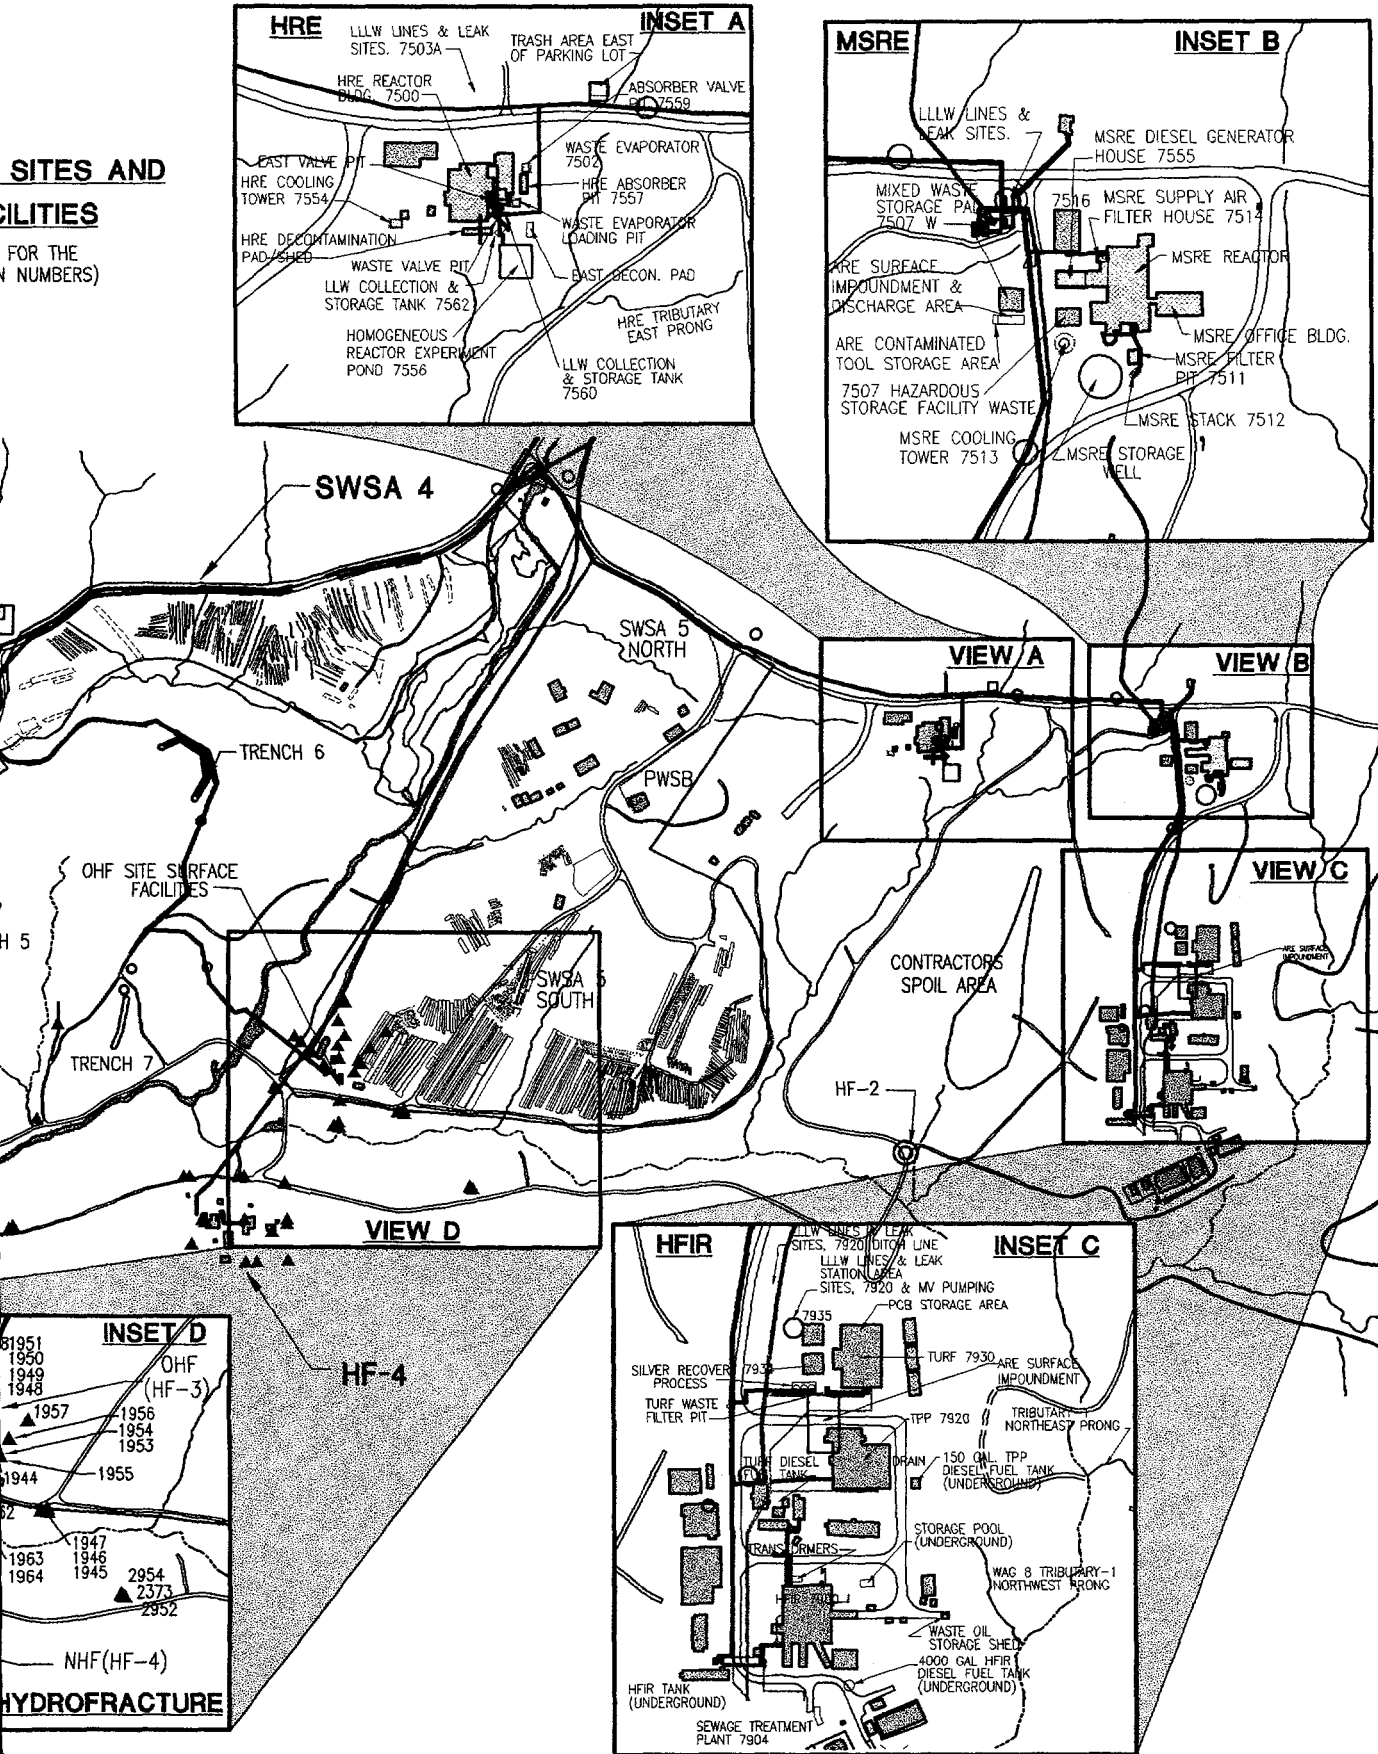 SITES AND
CILITIES
FOR THE
N NUMBERS)
HRE
INSET A
LLLW LINES & LEAK
SITES. 7503A
TRASH AREA EAST
OF PARKING LOT
HRE REACTOR
BLDG. 7500
ABSORBER VALVE
PIT 7559
EAST VALVE PIT
WASTE EVAPORATOR
7502
HRE COOLING
TOWER 7554
HRE ABSORBER
PIT 7557
HRE DECONTAMINATION
PAD/SHED
WASTE EVAPORATOR
LOADING PIT
WASTE VALVE PIT
EAST DECON. PAD
LLW COLLECTION &
STORAGE TANK 7562
HRE TRIBUTARY
EAST PRONG
HOMOGENEOUS
REACTOR EXPERIMENT
POND 7556
LLW COLLECTION
& STORAGE TANK
7560
MSRE
INSET B
LLLW LINES &
LEAK SITES.
MSRE DIESEL GENERATOR
HOUSE 7555
MIXED WASTE
STORAGE PAD
7507 W
7516
MSRE SUPPLY AIR
FILTER HOUSE 7514
MSRE REACTOR
ARE SURFACE
IMPOUNDMENT &
DISCHARGE AREA
MSRE OFFICE BLDG.
ARE CONTAMINATED
TOOL STORAGE AREA
MSRE FILTER
PIT 7511
7507 HAZARDOUS
STORAGE FACILITY WASTE
MSRE STACK 7512
MSRE COOLING
TOWER 7513
MSRE STORAGE
WELL
SWSA 4
SWSA 5
NORTH
VIEW A
VIEW B
TRENCH 6
PWSB
OHF SITE SURFACE
FACILITIES
VIEW C
H 5
ARE SURFACE
IMPOUNDMENT
CONTRACTORS
SPOIL AREA
SWSA 5
SOUTH
TRENCH 7
HF-2
VIEW D
HFIR
INSET C
LLLW LINES & LEAK
SITES, 7920 DITCH LINE
LLLW LINES & LEAK
STATION AREA
SITES, 7920 & MV PUMPING
PCB STORAGE AREA
7935
TURF 7930
SILVER RECOVERY 7934
PROCESS
ARE SURFACE
IMPOUNDMENT
TURF WASTE
FILTER PIT
TPP 7920
TRIBUTARY-1
NORTHEAST PRONG
TURF DIESEL
FUEL TANK
DRAIN
150 GAL. TPP
DIESEL FUEL TANK
(UNDERGROUND)
STORAGE POOL
(UNDERGROUND)
TRANSFORMERS
WAG 8 TRIBUTARY-1
NORTHWEST PRONG
HFIR 7900
WASTE OIL
STORAGE SHED
4000 GAL HFIR
DIESEL FUEL TANK
(UNDERGROUND)
HFIR TANK
(UNDERGROUND)
SEWAGE TREATMENT
PLANT 7904
INSET D
1951
1950
1949
1948
OHF
(HF-3)
HF-4
1957
1956
1954
1953
1944
1955
62
1963
1964
1947
1946
1945
2954
2373
2952
NHF(HF-4)
HYDROFRACTURE